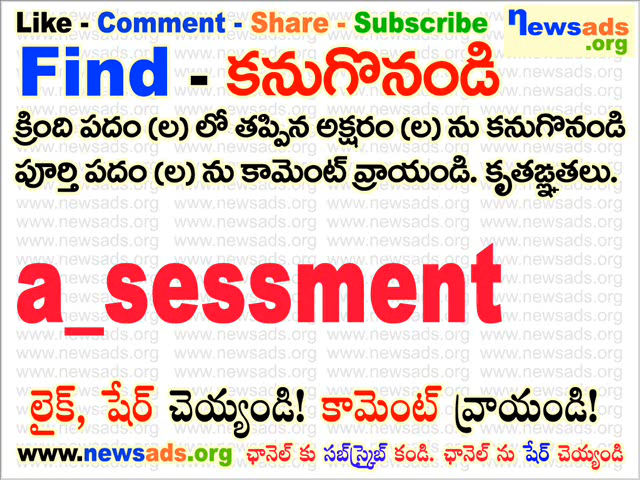 Like - Comment - Share - Subscribe
newsads
.org
Find - కనుగొనండి
క్రింది పదం (ల) లో తప్పిన అక్షరం (ల) ను కనుగొనండి
పూర్తి పదం (ల) ను కామెంట్ వ్రాయండి. కృతఙ్ఞతలు.
a_sessment
లైక్, షేర్ చెయ్యండి! కామెంట్ వ్రాయండి!
www.newsads.org ఛానెల్ కు సబ్‌స్క్రైబ్ కండి. ఛానెల్ ను షేర్ చెయ్యండి